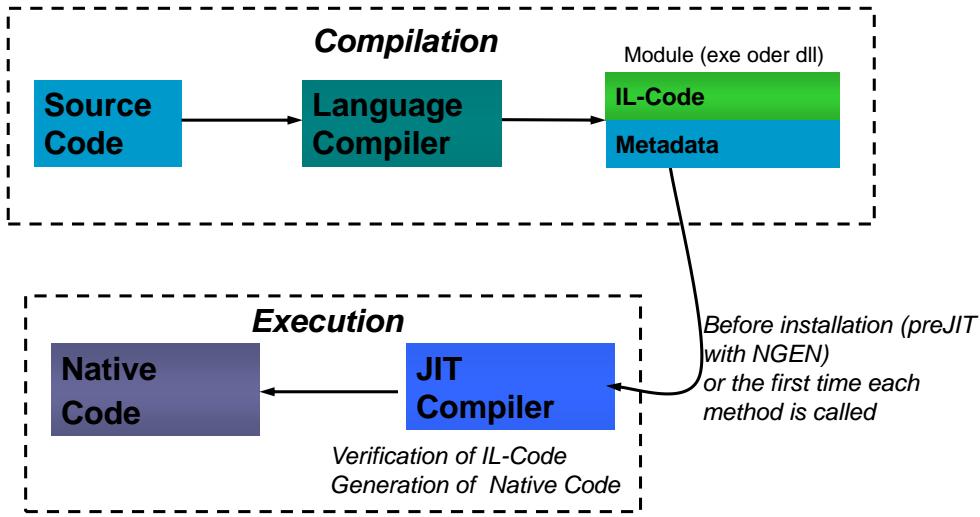 Compilation
Module (exe oder dll)
Source
Code
Language
Compiler
IL-Code
Metadata
Execution
Before installation (preJIT
with NGEN)
or the first time each
method is called
Native
Code
JIT
Compiler
Verification of IL-Code
Generation of Native Code